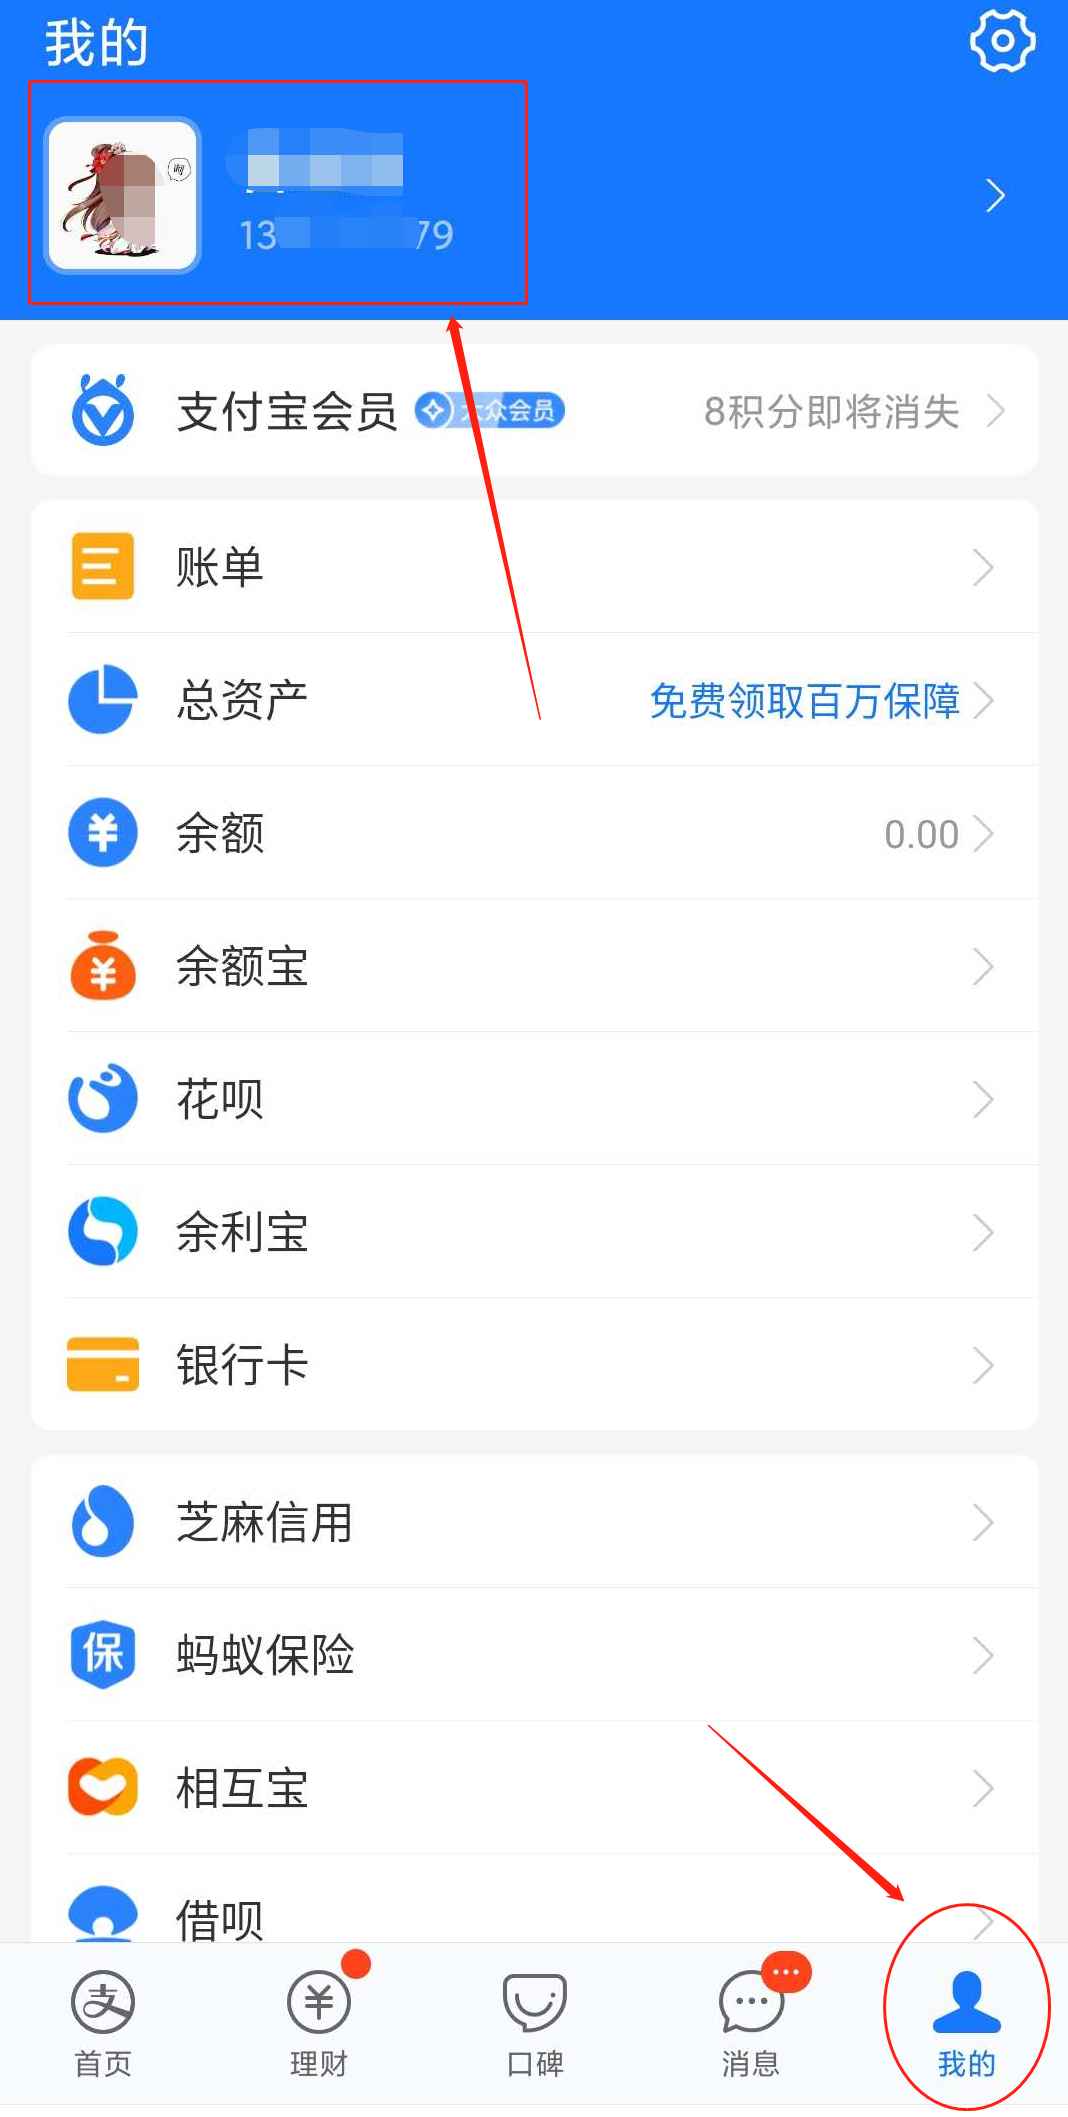 我的
13 79
支付宝会员 大众会员 8积分即将消失
账单
总资产 免费领取百万保障
余额 0.00
余额宝
花呗
余利宝
银行卡
芝麻信用
保 蚂蚁保险
相互宝
借呗
支
首页 理财 口碑 消息 我的